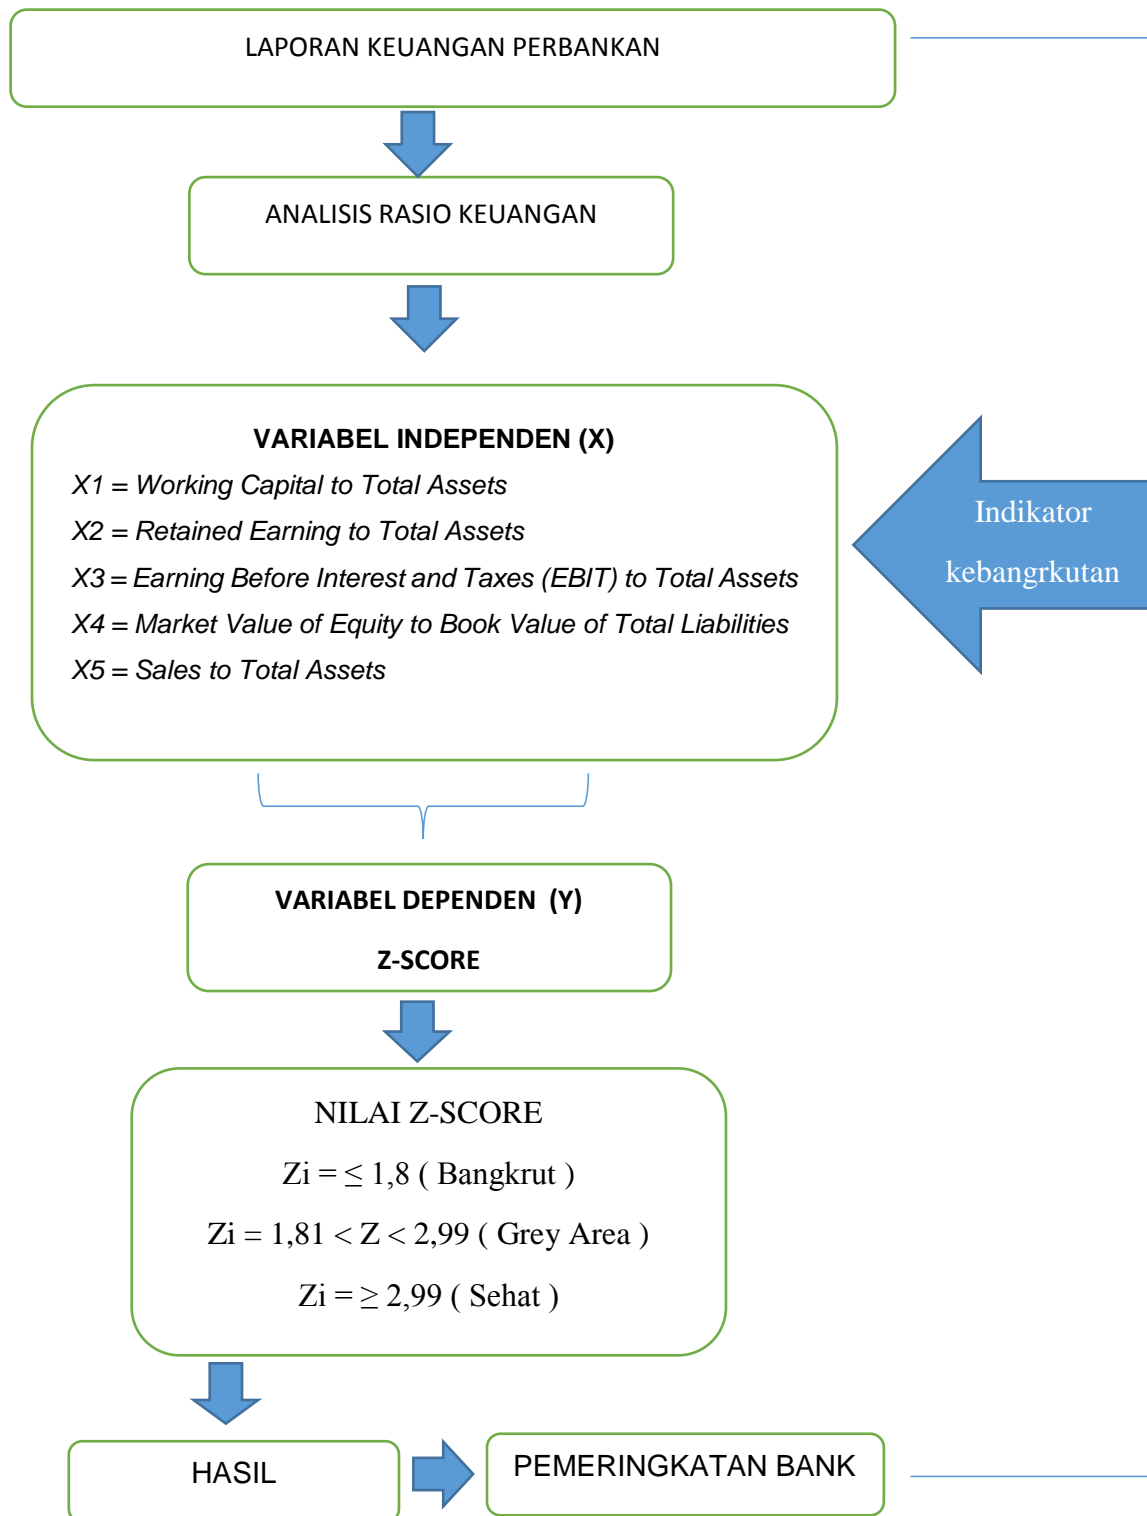 LAPORAN KEUANGAN PERBANKAN
ANALISIS RASIO KEUANGAN
VARIABEL INDEPENDEN (X)
X1 = Working Capital to Total Assets
X2 = Retained Earning to Total Assets
X3 = Earning Before Interest and Taxes (EBIT) to Total Assets
X4 = Market Value of Equity to Book Value of Total Liabilities
X5 = Sales to Total Assets
Indikator
kebangrkutan
VARIABEL DEPENDEN (Y)
Z-SCORE
NILAI Z-SCORE
Zi = ≤ 1,8 ( Bangkrut )
Zi = 1,81 < Z < 2,99 ( Grey Area )
Zi = ≥ 2,99 ( Sehat )
HASIL
PEMERINGKATAN BANK